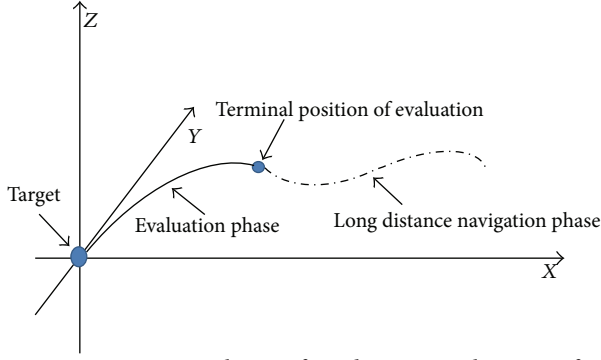 Z
Terminal position of evaluation
Y
Target
Evaluation phase
Long distance navigation phase
X